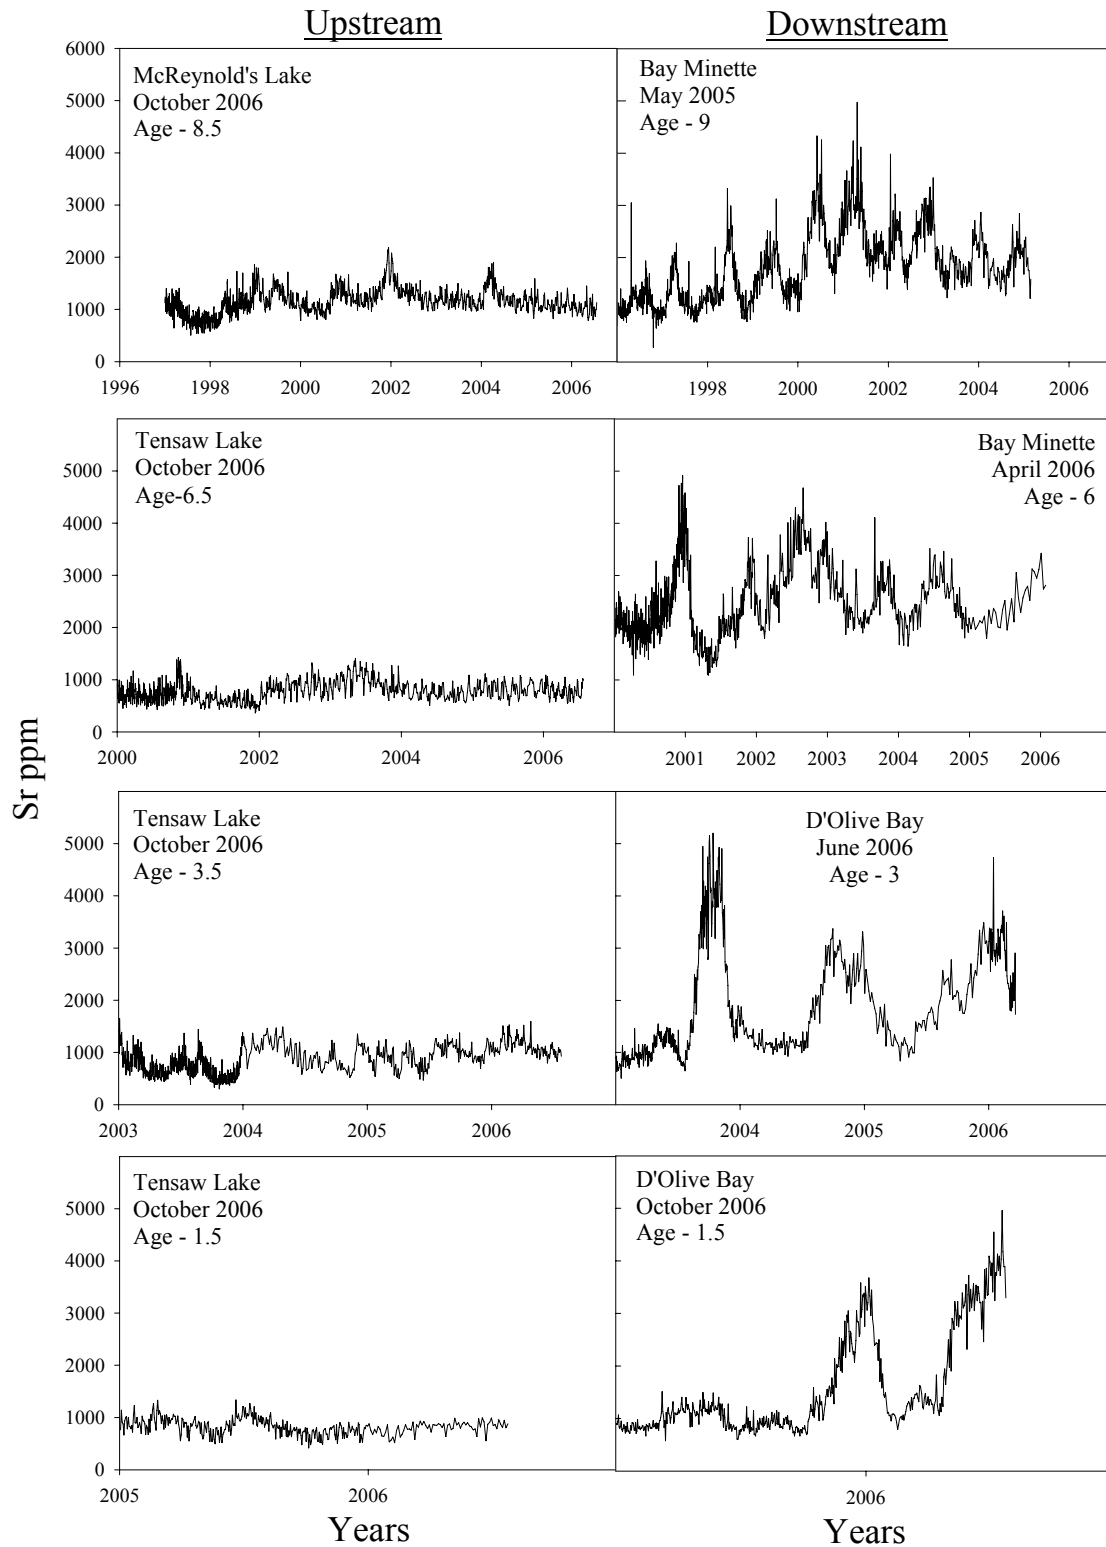 Upstream
Downstream
Sr ppm
6000
5000
4000
3000
2000
1000
0
McReynold's Lake
October 2006
Age - 8.5
1996 1998 2000 2002 2004 2006
Bay Minette
May 2005
Age - 9
1998 2000 2002 2004 2006
5000
4000
3000
2000
1000
0
Tensaw Lake
October 2006
Age-6.5
2000 2002 2004 2006
Bay Minette
April 2006
Age - 6
2001 2002 2003 2004 2005 2006
5000
4000
3000
2000
1000
0
Tensaw Lake
October 2006
Age - 3.5
2003 2004 2005 2006
D'Olive Bay
June 2006
Age - 3
2004 2005 2006
5000
4000
3000
2000
1000
0
Tensaw Lake
October 2006
Age - 1.5
2005 2006
D'Olive Bay
October 2006
Age - 1.5
2006
Years
Years